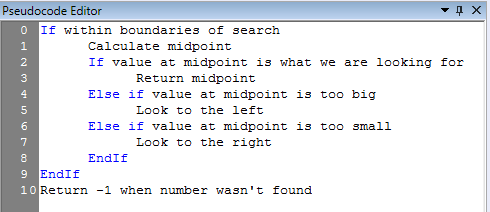 Pseudocode Editor
0 If within boundaries of search
1 Calculate midpoint
2 If value at midpoint is what we are looking for
3 Return midpoint
4 Else if value at midpoint is too big
5 Look to the left
6 Else if value at midpoint is too small
7 Look to the right
8 EndIf
9 EndIf
10 Return -1 when number wasn't found